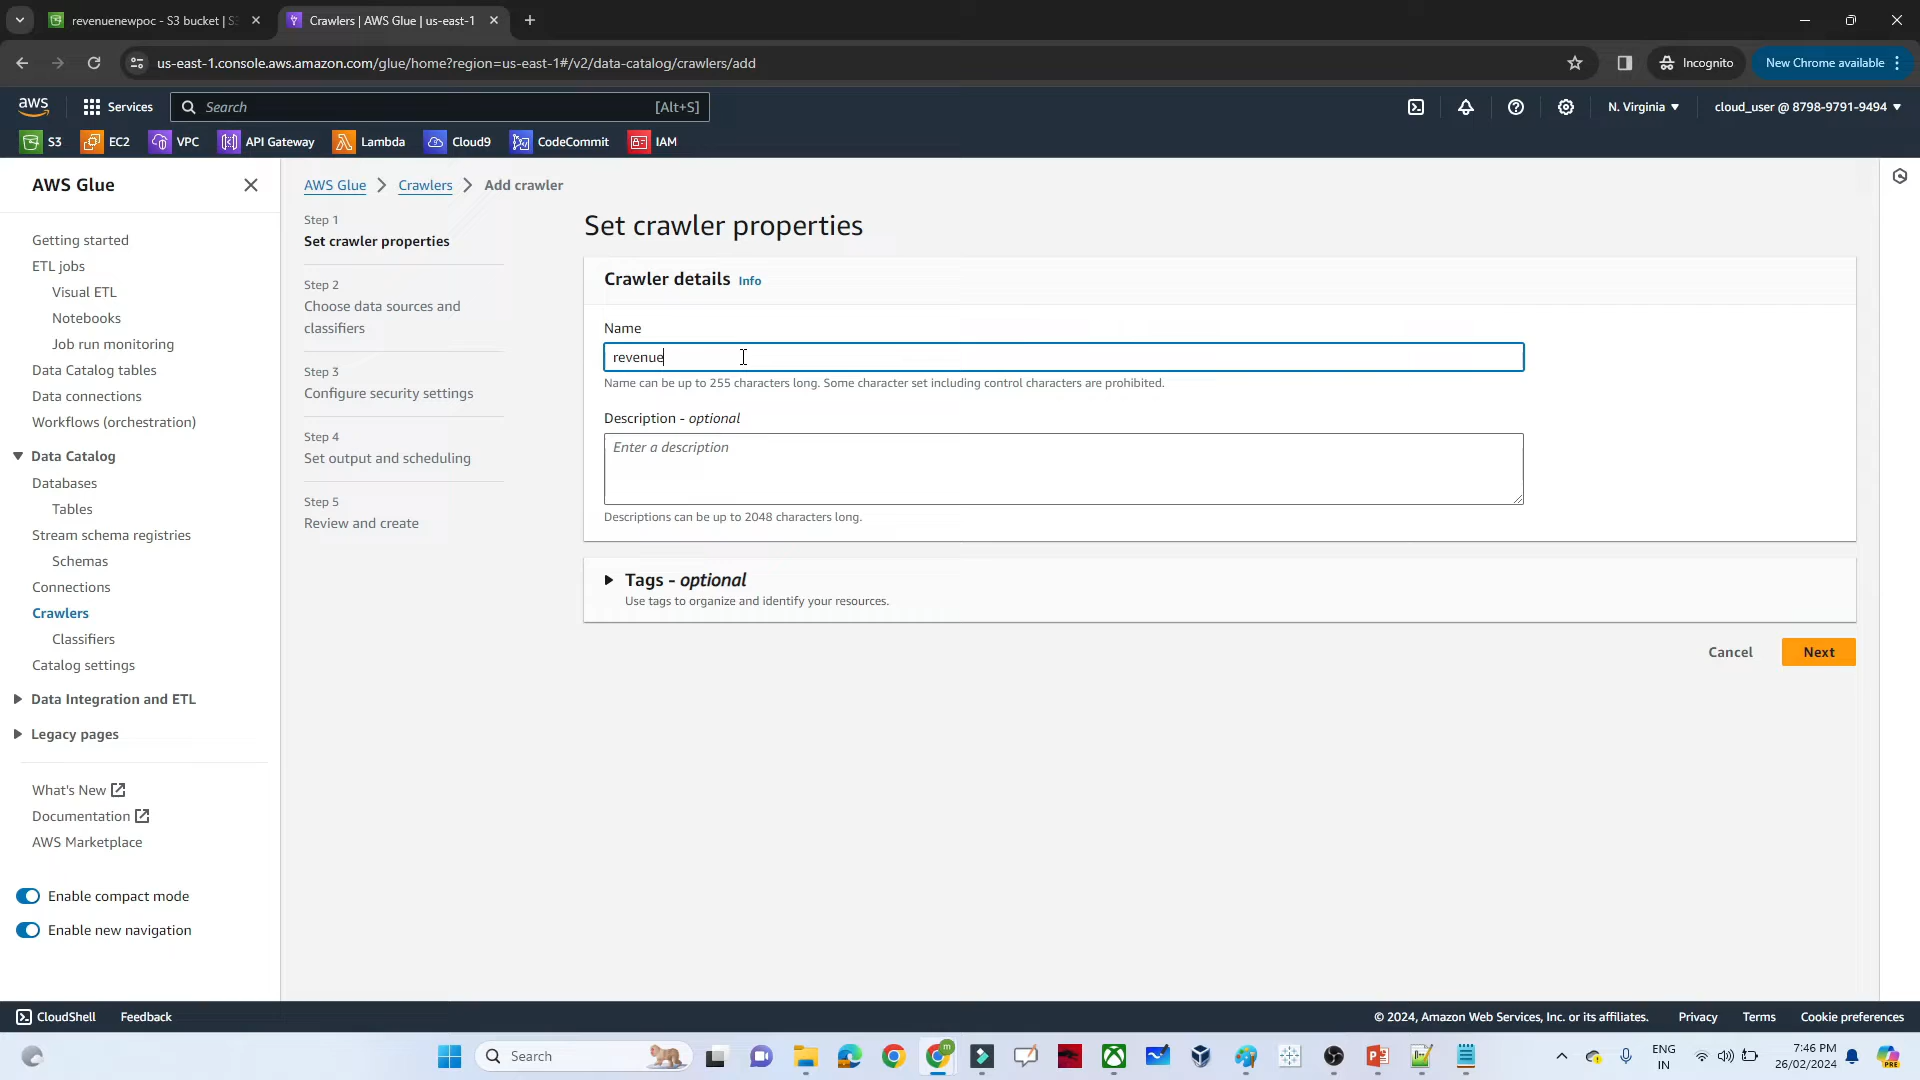 revenuenewpoc - S3 bucket | S3
Crawlers | AWS Glue | us-east-1
us-east-1.console.aws.amazon.com/glue/home?region=us-east-1#/v2/data-catalog/crawlers/add
Incognito
New Chrome available
aws
Services
Search
[Alt+S]
N. Virginia
cloud_user @ 8798-9791-9494
S3
EC2
VPC
API Gateway
Lambda
Cloud9
CodeCommit
IAM
AWS Glue
Getting started
ETL jobs
Visual ETL
Notebooks
Job run monitoring
Data Catalog tables
Data connections
Workflows (orchestration)
Data Catalog
Databases
Tables
Stream schema registries
Schemas
Connections
Crawlers
Classifiers
Catalog settings
Data Integration and ETL
Legacy pages
What's New
Documentation
AWS Marketplace
Enable compact mode
Enable new navigation
AWS Glue > Crawlers > Add crawler
Step 1
Set crawler properties
Step 2
Choose data sources and
classifiers
Step 3
Configure security settings
Step 4
Set output and scheduling
Step 5
Review and create
Set crawler properties
Crawler details Info
Name
revenue
Name can be up to 255 characters long. Some character set including control characters are prohibited.
Description - optional
Enter a description
Descriptions can be up to 2048 characters long.
Tags - optional
Use tags to organize and identify your resources.
Cancel
Next
CloudShell
Feedback
© 2024, Amazon Web Services, Inc. or its affiliates.
Privacy
Terms
Cookie preferences
Search
ENG
IN
7:46 PM
26/02/2024